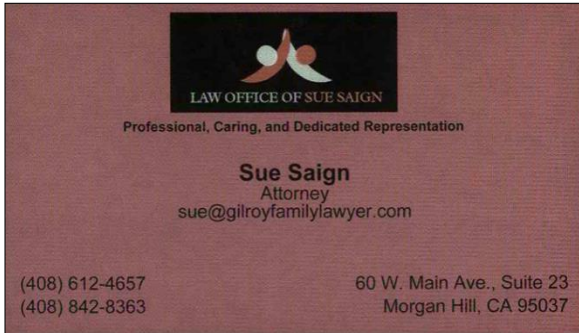 LAW OFFICE OF SUE SAIGN
Professional, Caring, and Dedicated Representation
Sue Saign
Attorney
sue@gilroyfamilylawyer.com
(408) 612-4657
(408) 842-8363
60 W. Main Ave., Suite 23
Morgan Hill, CA 95037